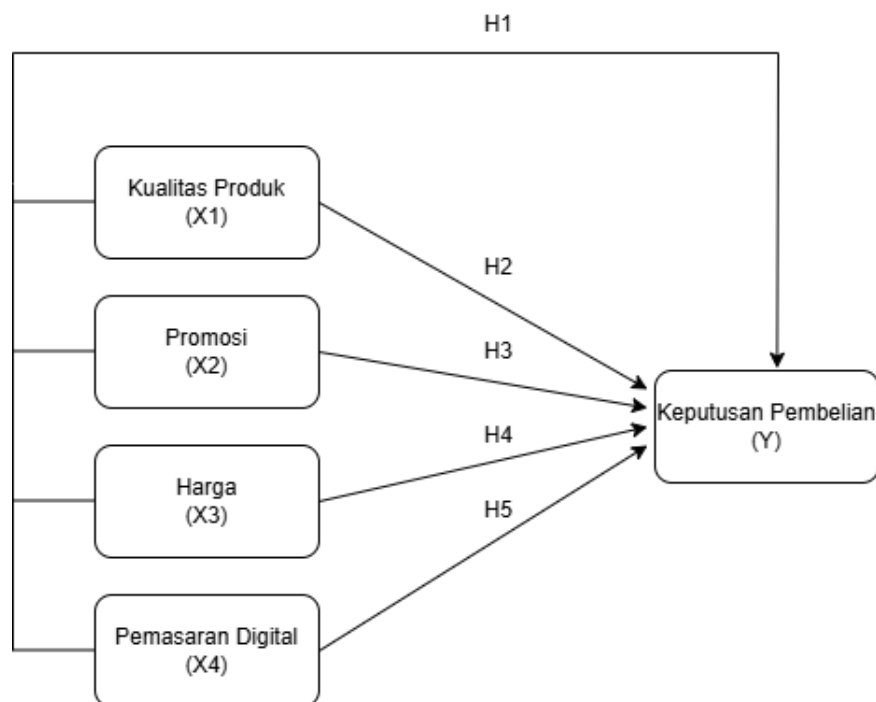 H1
Kualitas Produk
(X1)
H2
Promosi
(X2)
H3
Keputusan Pembelian
(Y)
H4
Harga
(X3)
H5
Pemasaran Digital
(X4)